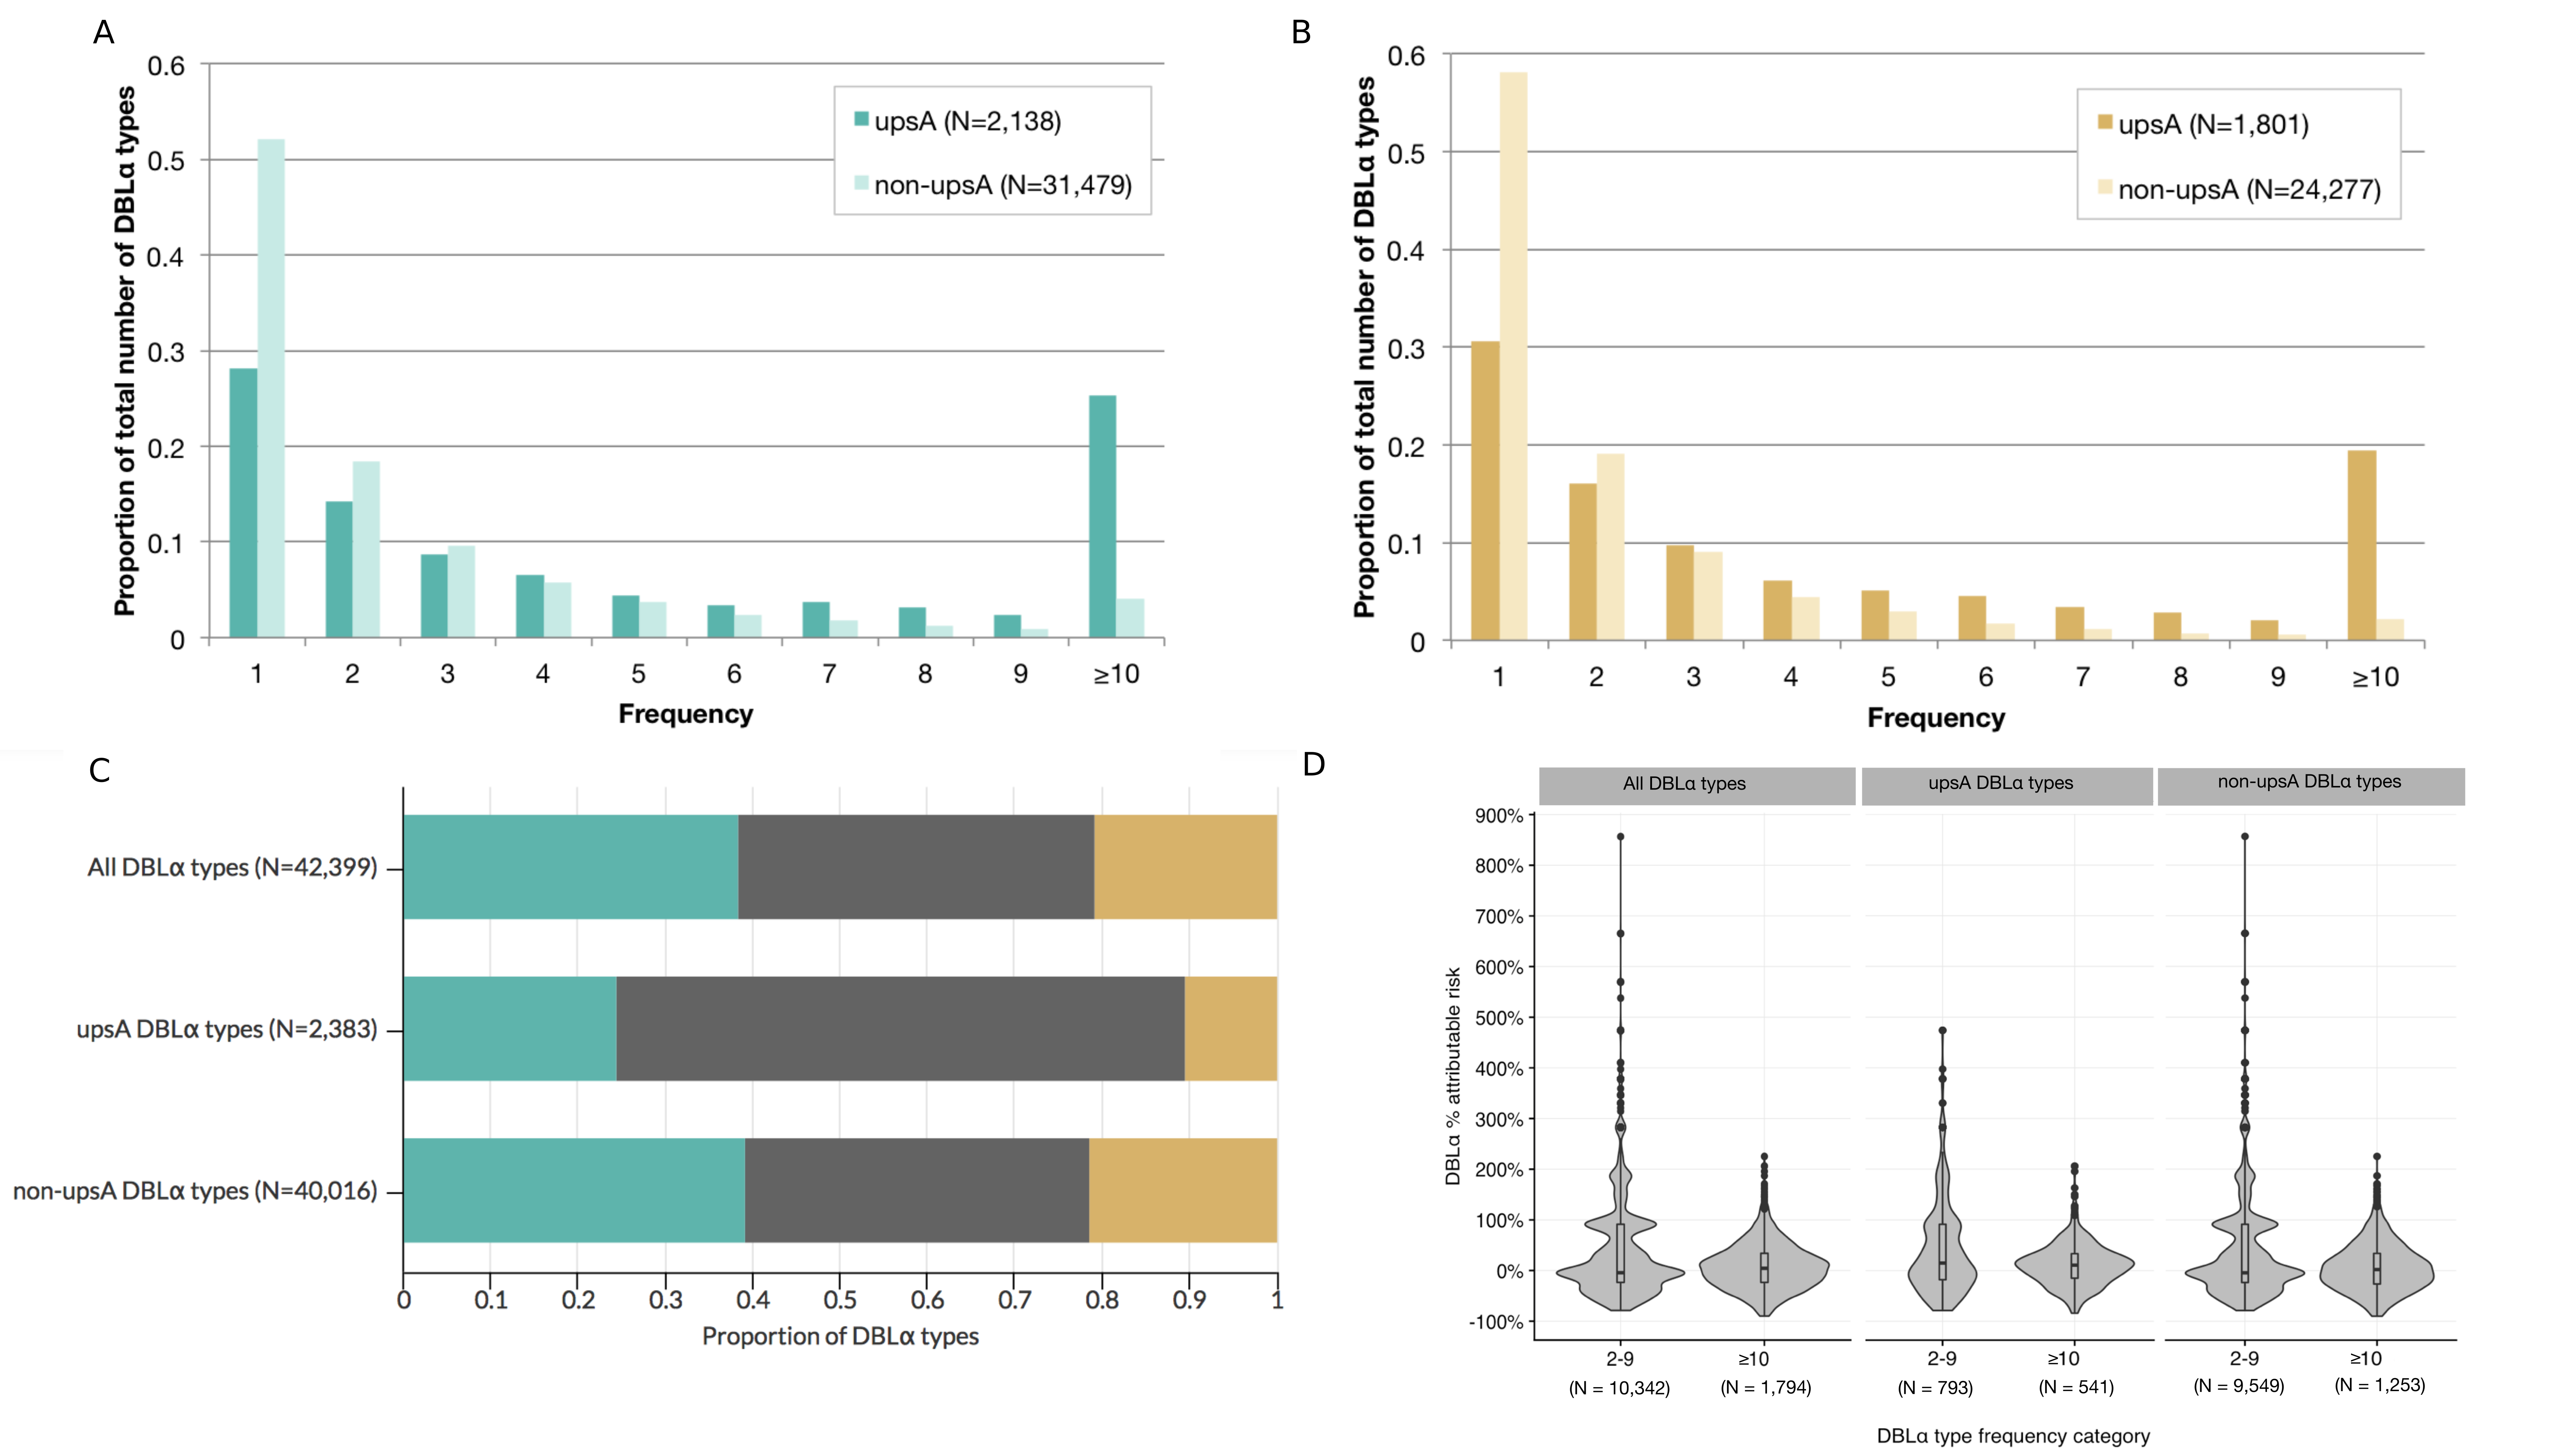 A
Proportion of total number of DBLα types
0.6
0.5
0.4
0.3
0.2
0.1
0
upsA (N=2,138)
non-upsA (N=31,479)
1 2 3 4 5 6 7 8 9 ≥10
Frequency
B
Proportion of total number of DBLα types
0.6
0.5
0.4
0.3
0.2
0.1
0
upsA (N=1,801)
non-upsA (N=24,277)
1 2 3 4 5 6 7 8 9 ≥10
Frequency
C
All DBLα types (N=42,399)
upsA DBLα types (N=2,383)
non-upsA DBLα types (N=40,016)
0 0.1 0.2 0.3 0.4 0.5 0.6 0.7 0.8 0.9 1
Proportion of DBLα types
D
All DBLα types
upsA DBLα types
non-upsA DBLα types
DBLα % attributable risk
900%
800%
700%
600%
500%
400%
300%
200%
100%
0%
-100%
2-9 ≥10 2-9 ≥10 2-9 ≥10
(N = 10,342) (N = 1,794) (N = 793) (N = 541) (N = 9,549) (N = 1,253)
DBLα type frequency category